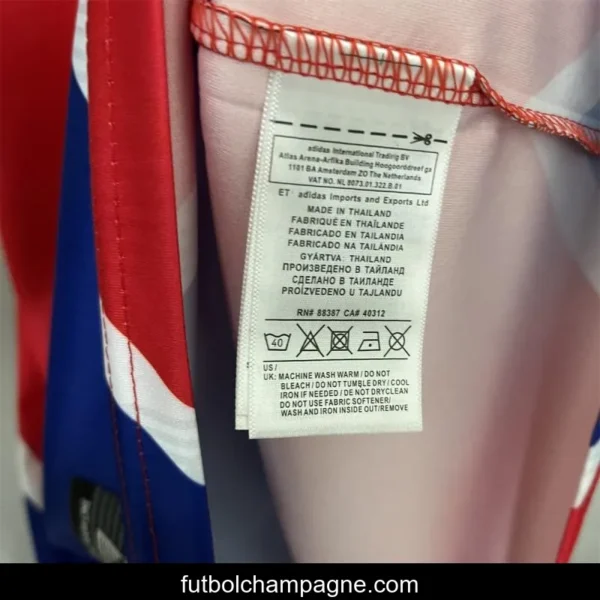 adidas International Trading BV
Atlas Arena-Arfika Building Hoogoorddreef ga
1101 BA Amsterdam ZO The Netherlands
VAT NO. NL 8073.01.322.B.01
ET: adidas Imports and Exports Ltd
MADE IN THAILAND
FABRIQUÉ EN THAÏLANDE
FABRICADO EN TAILANDIA
FABRICADO NA TAILÂNDIA
GYÁRTVA: THAILAND
ПРОИЗВЕДЕНО В ТАЙЛАНД
СДЕЛАНО В ТАИЛАНДЕ
PROIZVEDENO U TAJLANDU
RN# 88387 CA# 40312
40
US /
UK: MACHINE WASH WARM / DO NOT
BLEACH / DO NOT TUMBLE DRY / COOL
IRON IF NEEDED / DO NOT DRYCLEAN
DO NOT USE FABRIC SOFTENER/
WASH AND IRON INSIDE OUT/REMOVE
futbolchampagne.com